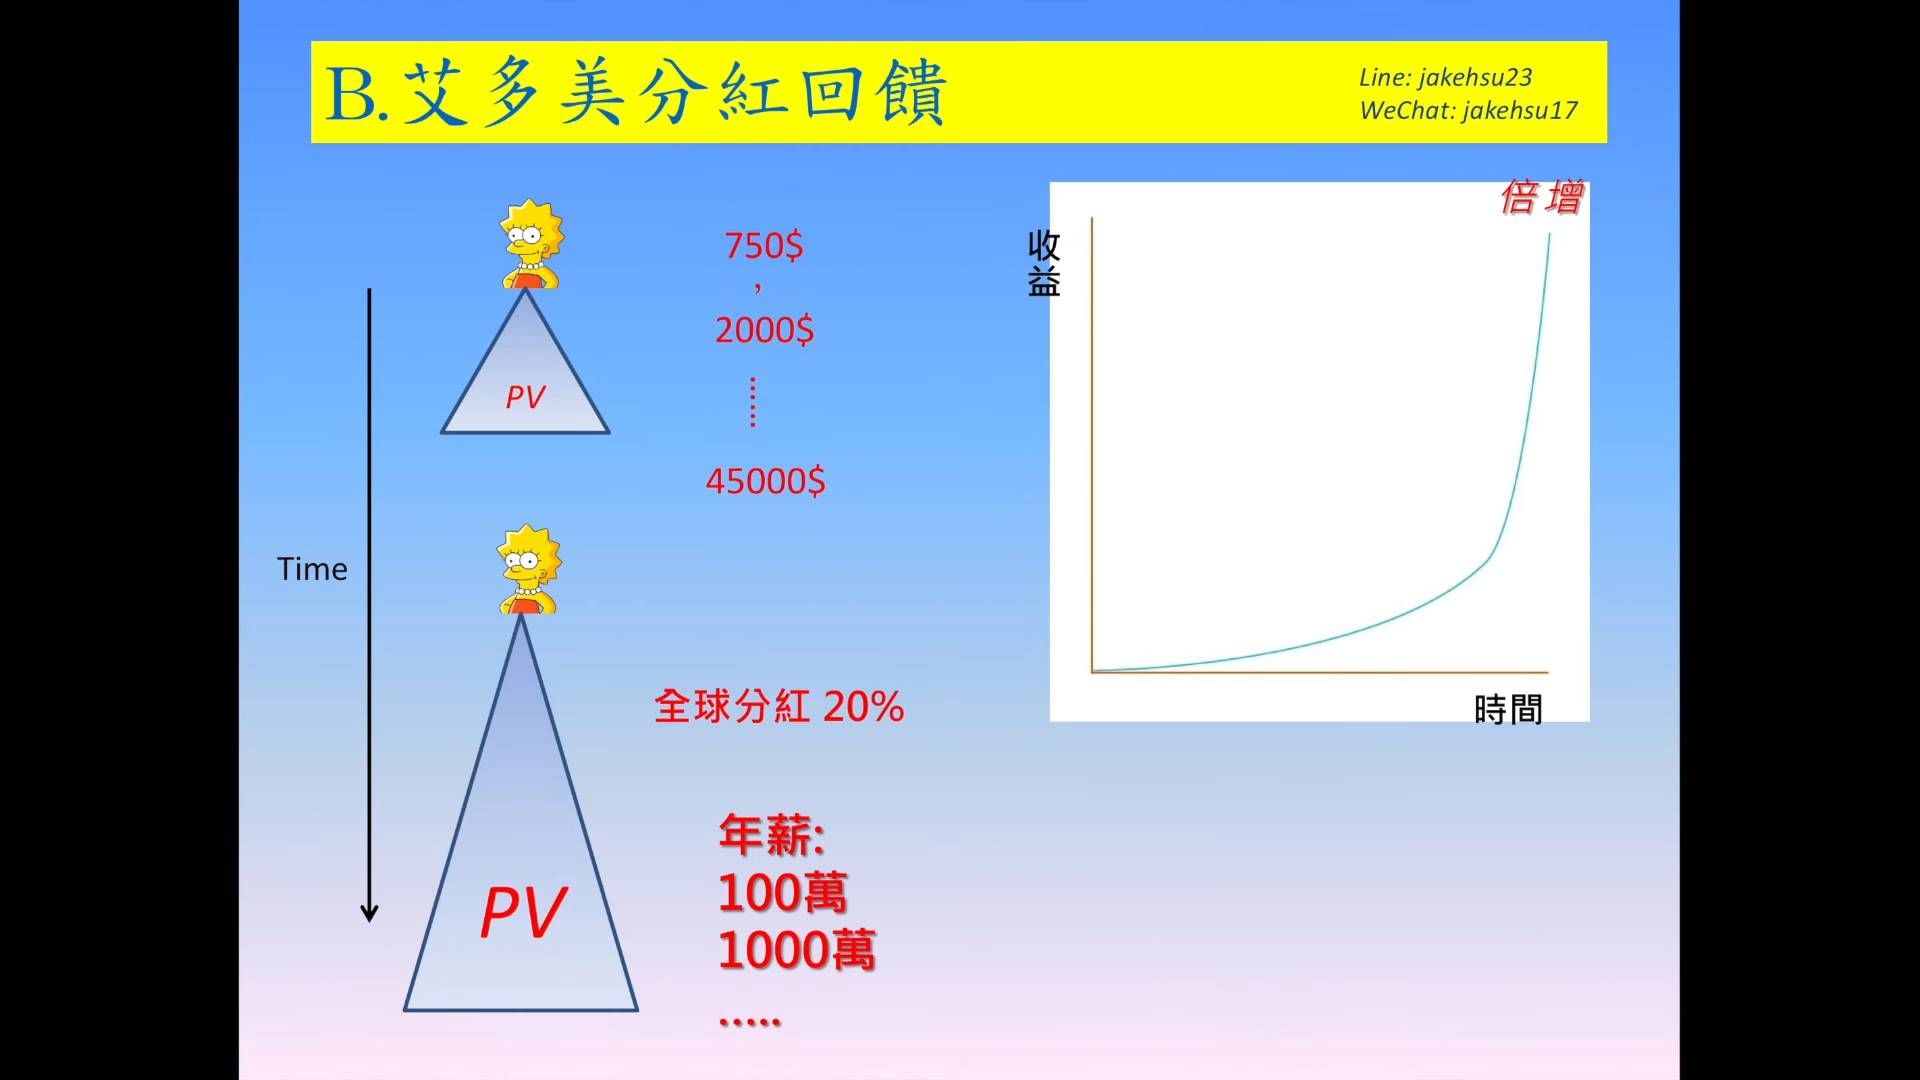 B.艾多美分紅回饋
Line: jakehsu23
WeChat: jakehsu17
750$
,
2000$
......
45000$
PV
Time
全球分紅 20%
PV
年薪:
100萬
1000萬
.....
倍增
收益
時間